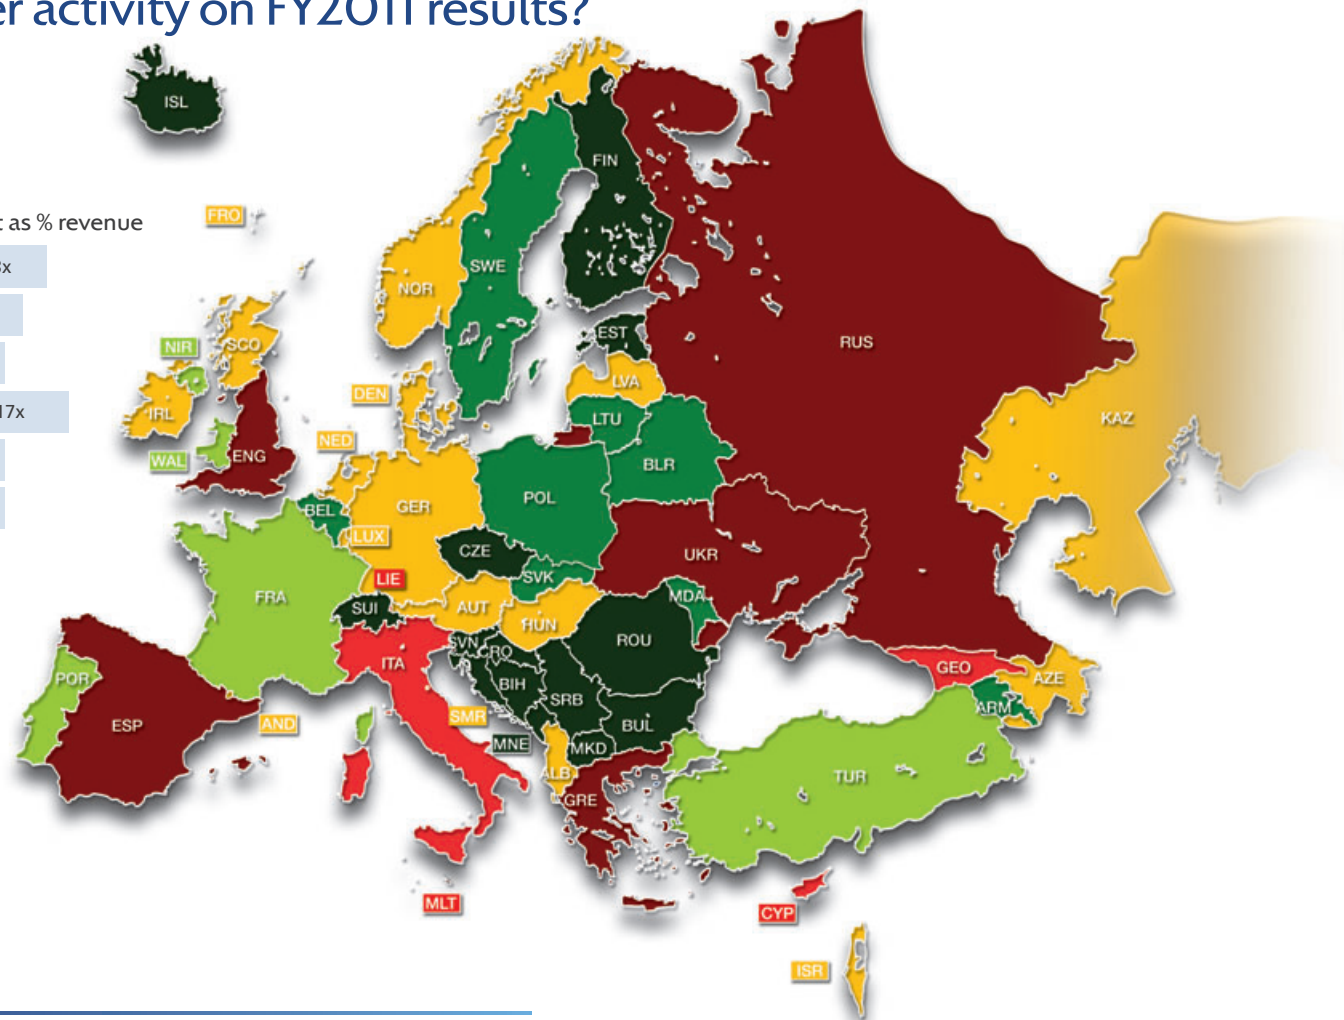 er activity on FY2011 results?
ISL
FIN
FRO
t as % revenue
3x
SWE
NOR
EST
RUS
NIR
SCO
LVA
DEN
17x
IRL
LTU
KAZ
NED
WAL
ENG
BLR
POL
BEL
GER
LUX
CZE
UKR
LIE
SVK
FRA
SUI
AUT
MDA
HUN
ROU
SVN
CRO
ITA
GEO
POR
BIH
AZE
SRB
ARM
SMR
AND
ESP
BUL
MNE
MKD
ALB
TUR
GRE
MLT
CYP
ISR